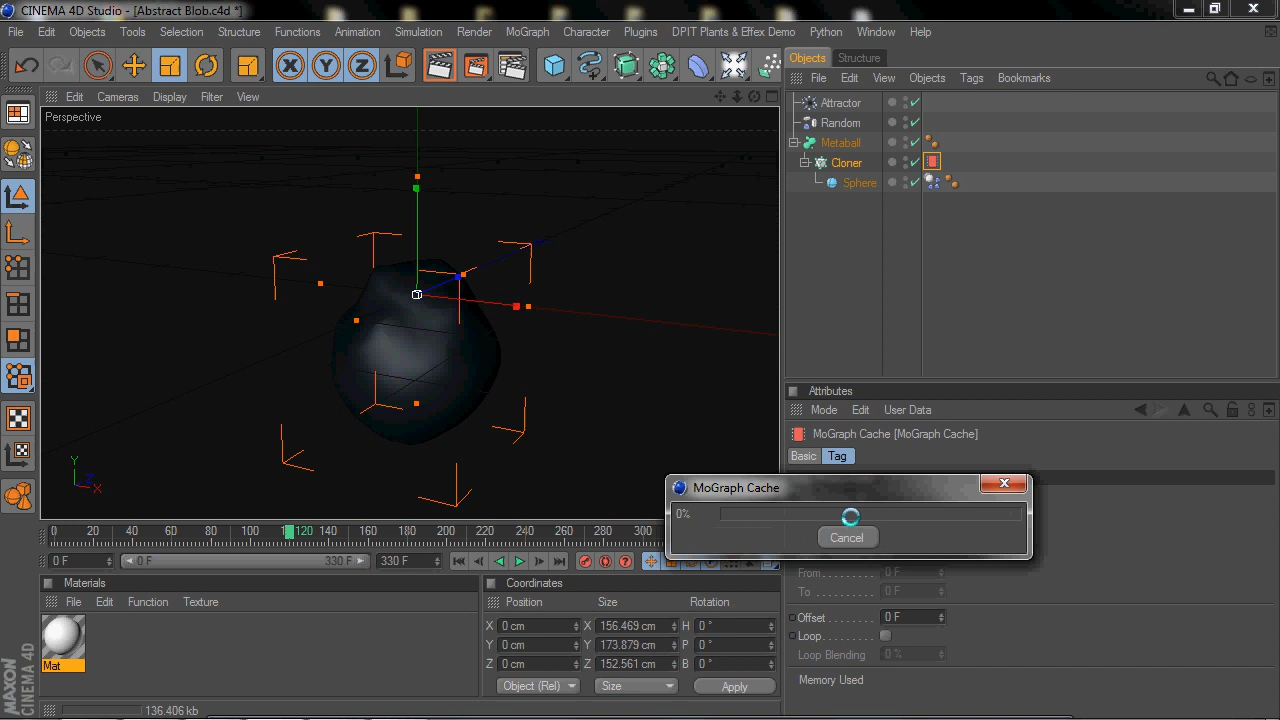 CINEMA 4D Studio - [Abstract Blob.c4d *]
File Edit Objects Tools Selection Structure Functions Animation Simulation Render MoGraph Character Plugins DPIT Plants & Effex Demo Python Window Help
Objects Structure
File Edit View Objects Tags Bookmarks
Edit Cameras Display Filter View
Perspective
Attractor
Random
Metaball
Cloner
Sphere
Y
Z
X
Attributes
Mode Edit User Data
MoGraph Cache [MoGraph Cache]
Basic Tag
MoGraph Cache
0%
Cancel
0 20 40 60 80 100 120 140 160 180 200 220 240 260 280 300
0 F 0 F 330 F 330 F
From 0 F
To 0 F
Offset 0 F
Loop
Loop Blending 0 %
Memory Used
Materials
File Edit Function Texture
Mat
Coordinates
Position Size Rotation
X 0 cm X 156.469 cm H 0 °
Y 0 cm Y 173.879 cm P 0 °
Z 0 cm Z 152.561 cm B 0 °
Object (Rel) Size Apply
MAXON
CINEMA 4D
136.406 kb